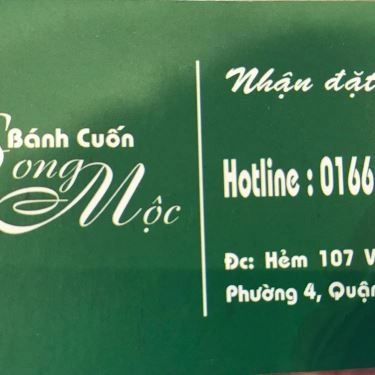 Bánh Cuốn
Song Mộc
Nhận đặt
Hotline : 0166
Đc: Hẻm 107 V
Phường 4, Quận